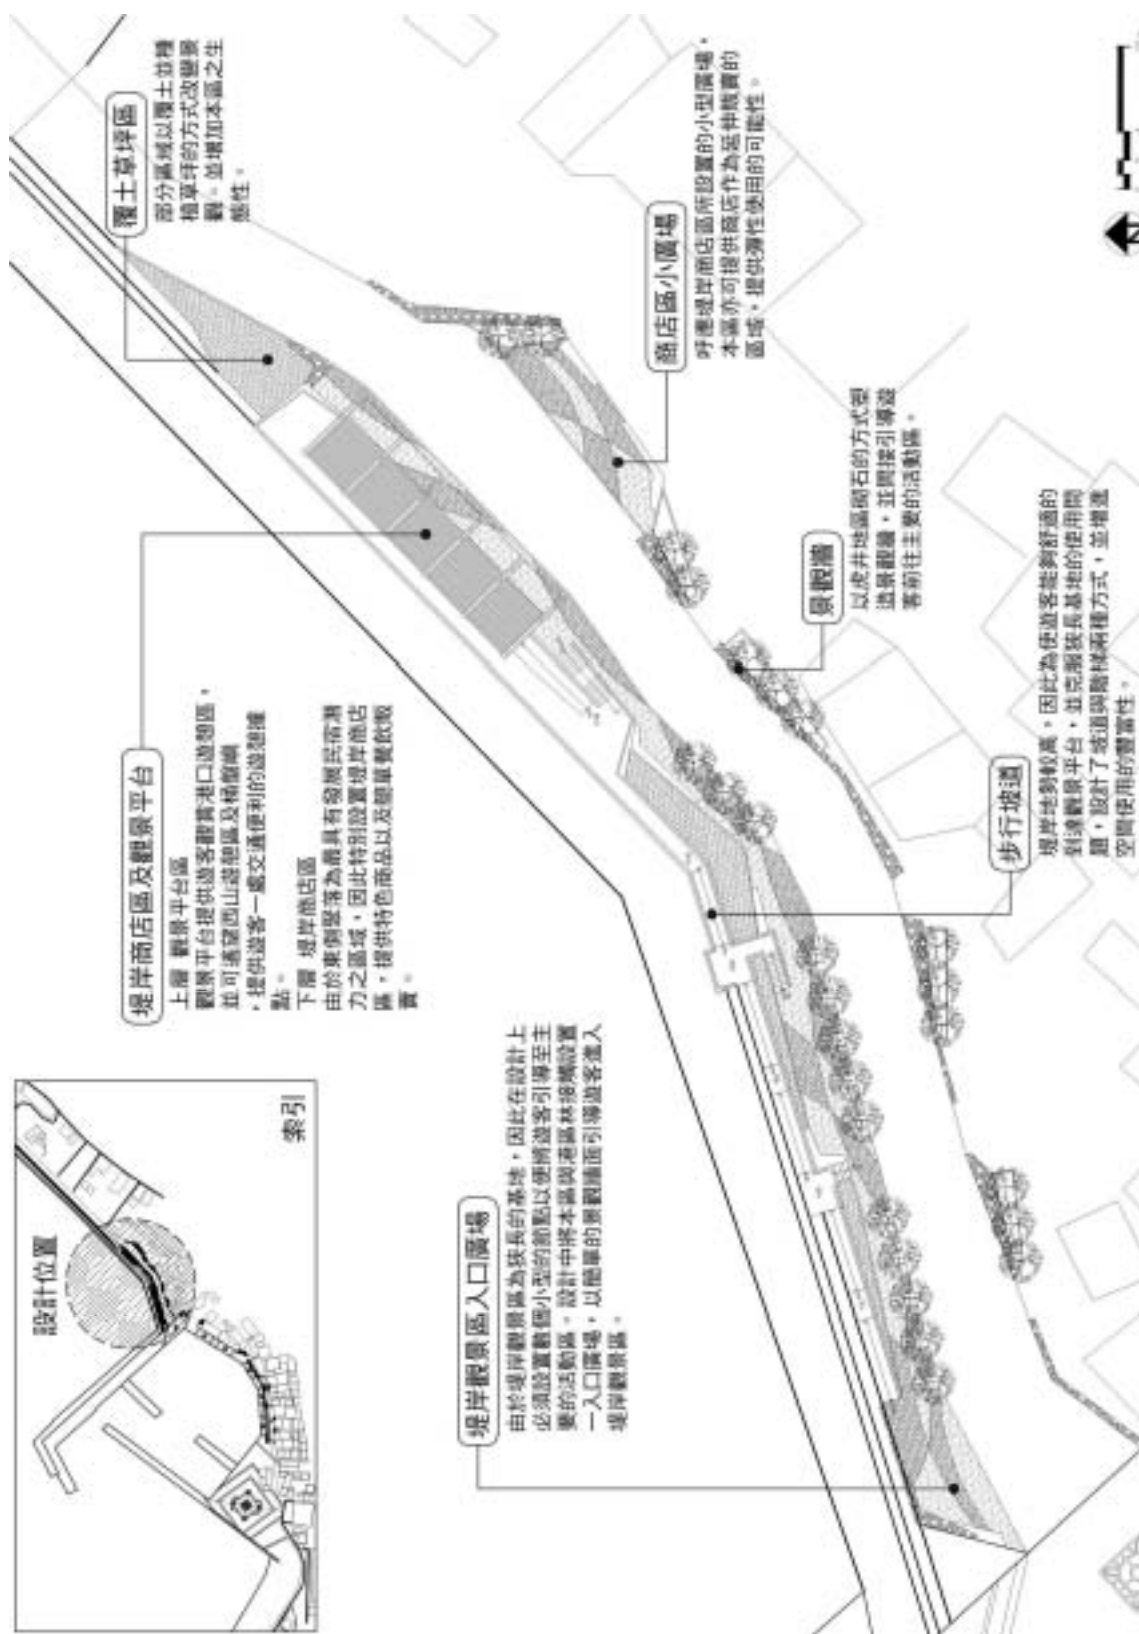 設計位置
索引
堤岸商店區及觀景平台
上層 觀景平台區
觀景平台提供遊客觀賞港口遊憩區，
並可遙望西山遊憩區及桶盤嶼
，提供遊客一處交通便利的遊憩據
點。
下層 堤岸商店區
由於東側聚落為最具有發展民宿潛
力之區域，因此特別設置堤岸商店
區，提供特色商品以及簡單餐飲販
賣。
覆土草坪區
部分區域以覆土並種
植草坪的方式改變景
觀，並增加本區之生
態性。
堤岸觀景區入口廣場
由於堤岸觀景區為狹長的基地，因此在設計上
必須設置數個小型的節點以便將遊客引導至主
要的活動區。設計中將本區與港區林接觸設置
一入口廣場，以簡單的景觀牆面引導遊客進入
堤岸觀景區。
商店區小廣場
呼應堤岸商店區所設置的小型廣場，
本區亦可提供商店作為延伸販賣的
區域，提供彈性使用的可能性。
景觀牆
以虎井地區砌石的方式塑
造景觀牆，並間接引導遊
客前往主要的活動區。
步行坡道
堤岸地勢較高，因此為使遊客能夠舒適的
到達觀景平台，並克服狹長基地的使用問
題，設計了坡道與階梯兩種方式，並增進
空間使用的豐富性。
N